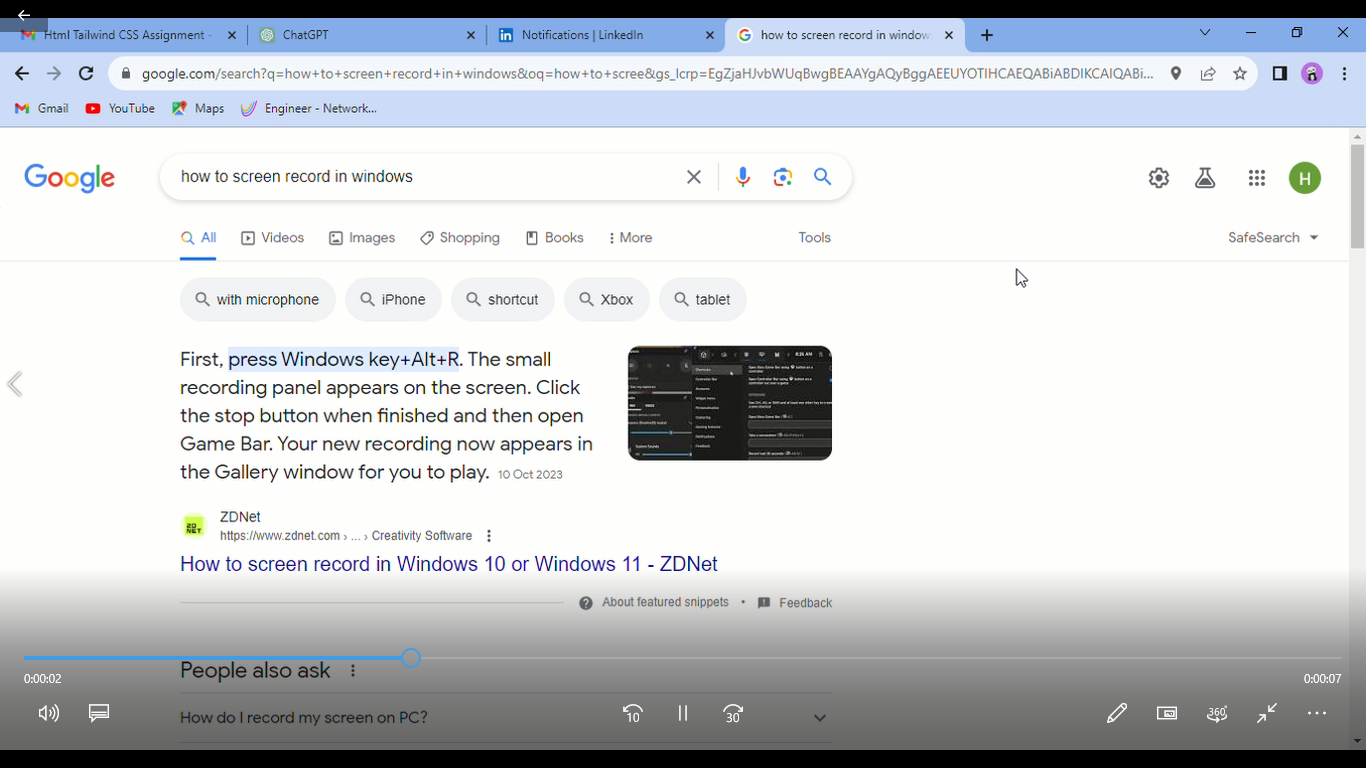 Html Tailwind CSS Assignment -
ChatGPT
Notifications | LinkedIn
how to screen record in window
google.com/search?q=how+to+screen+record+in+windows&oq=how+to+scree&gs_lcrp=EgZjaHJvbWUqBwgBEAAYgAQyBggAEEUYOTIHCAEQABiABDIKCAIQABi...
Gmail
YouTube
Maps
Engineer - Network...
Google
how to screen record in windows
H
All
Videos
Images
Shopping
Books
More
Tools
SafeSearch
with microphone
iPhone
shortcut
Xbox
tablet
First, press Windows key+Alt+R. The small
recording panel appears on the screen. Click
the stop button when finished and then open
Game Bar. Your new recording now appears in
the Gallery window for you to play. 10 Oct 2023
ZDNet
https://www.zdnet.com › ... › Creativity Software
How to screen record in Windows 10 or Windows 11 - ZDNet
About featured snippets • Feedback
People also ask
0:00:02
0:00:07
How do I record my screen on PC?
10
30
360°